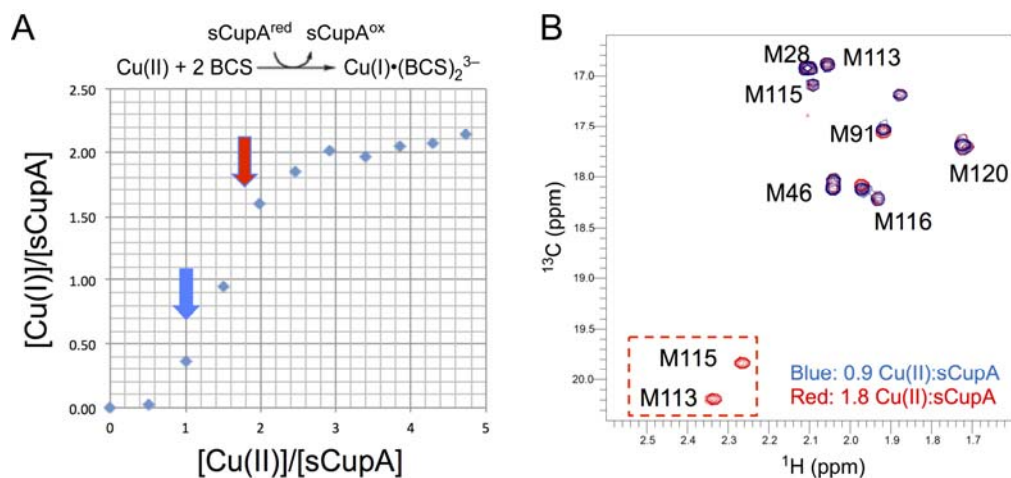 A
sCupA^red sCupA^ox
Cu(II) + 2 BCS Cu(I)•(BCS)₂³⁻
2.50
2.00
1.50
1.00
0.50
0.00
0 1 2 3 4 5
[Cu(I)]/[sCupA]
[Cu(II)]/[sCupA]
B
M28 M113
M115
M91
M120
M46
M116
M115
M113
Blue: 0.9 Cu(II):sCupA
Red: 1.8 Cu(II):sCupA
17.0
17.5
18.0
18.5
19.0
19.5
20.0
2.5 2.4 2.3 2.2 2.1 2.0 1.9 1.8 1.7
¹³C (ppm)
¹H (ppm)